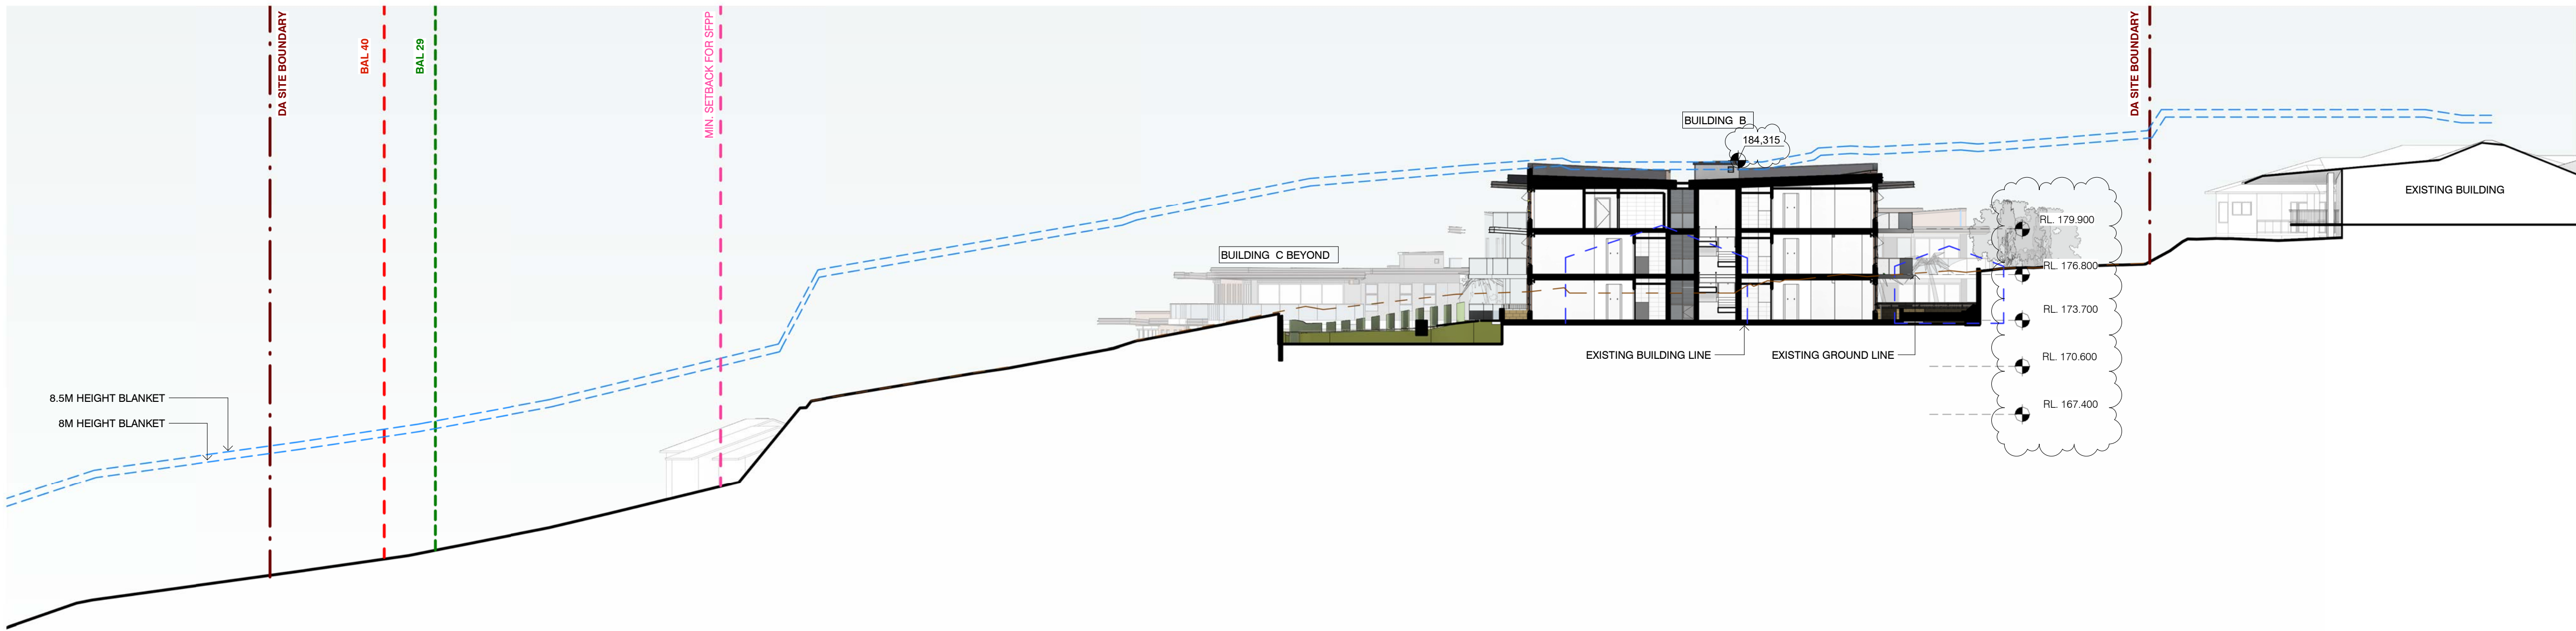 DA SITE BOUNDARY
BAL 40
BAL 29
MIN. SETBACK FOR SFPP
DA SITE BOUNDARY
BUILDING B
184,315
EXISTING BUILDING
RL. 179.900
BUILDING C BEYOND
RL. 176.800
RL. 173.700
EXISTING BUILDING LINE
EXISTING GROUND LINE
RL. 170.600
8.5M HEIGHT BLANKET
RL. 167.400
8M HEIGHT BLANKET